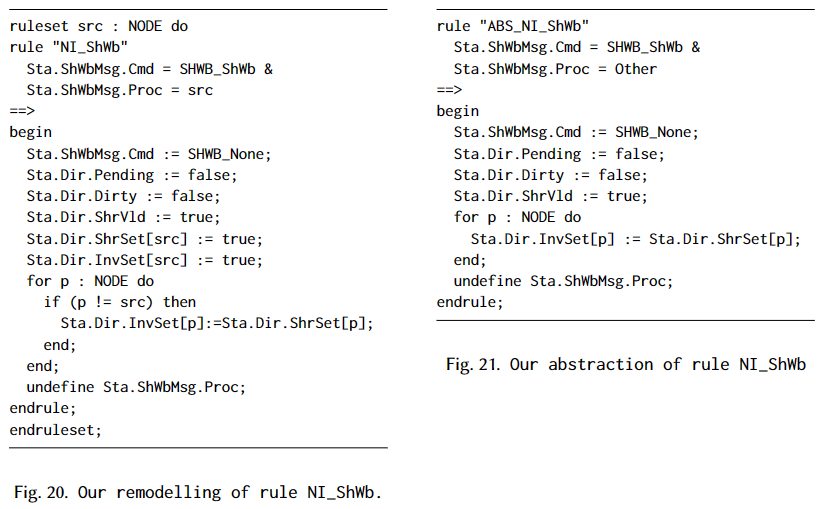 ruleset src : NODE do
rule "NI_ShWb"
  Sta.ShWbMsg.Cmd = SHWB_ShWb &
  Sta.ShWbMsg.Proc = src
==>
begin
  Sta.ShWbMsg.Cmd := SHWB_None;
  Sta.Dir.Pending := false;
  Sta.Dir.Dirty := false;
  Sta.Dir.ShrVld := true;
  Sta.Dir.ShrSet[src] := true;
  Sta.Dir.InvSet[src] := true;
  for p : NODE do
    if (p != src) then
      Sta.Dir.InvSet[p]:=Sta.Dir.ShrSet[p];
    end;
  end;
  undefine Sta.ShWbMsg.Proc;
endrule;
endruleset;
Fig. 20. Our remodelling of rule NI_ShWb.
rule "ABS_NI_ShWb"
  Sta.ShWbMsg.Cmd = SHWB_ShWb &
  Sta.ShWbMsg.Proc = Other
==>
begin
  Sta.ShWbMsg.Cmd := SHWB_None;
  Sta.Dir.Pending := false;
  Sta.Dir.Dirty := false;
  Sta.Dir.ShrVld := true;
  for p : NODE do
    Sta.Dir.InvSet[p] := Sta.Dir.ShrSet[p];
  end;
  undefine Sta.ShWbMsg.Proc;
endrule;
Fig. 21. Our abstraction of rule NI_ShWb